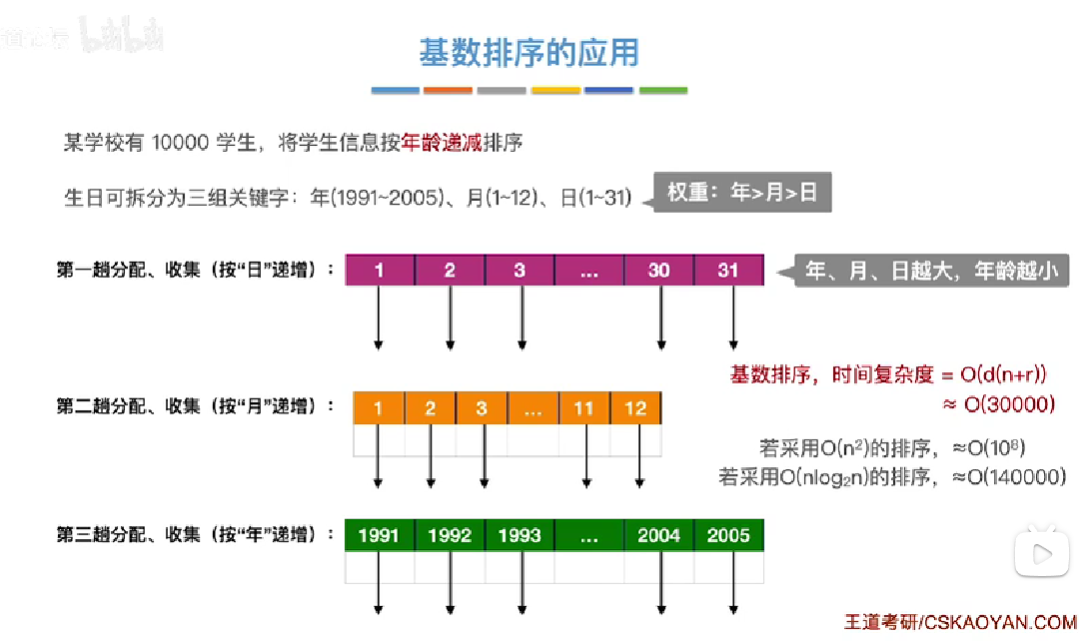 bilibili
基数排序的应用
某学校有 10000 学生，将学生信息按年龄递减排序
生日可拆分为三组关键字：年(1991~2005)、月(1~12)、日(1~31)
权重：年>月>日
第一趟分配、收集（按“日”递增）：
1 2 3 ... 30 31
年、月、日越大，年龄越小
基数排序，时间复杂度 = O(d(n+r))
≈ O(30000)
第二趟分配、收集（按“月”递增）：
1 2 3 ... 11 12
若采用O(n²)的排序，≈O(10⁸)
若采用O(nlog₂n)的排序，≈O(140000)
第三趟分配、收集（按“年”递增）：
1991 1992 1993 ... 2004 2005
王道考研/CSKAOYAN.COM